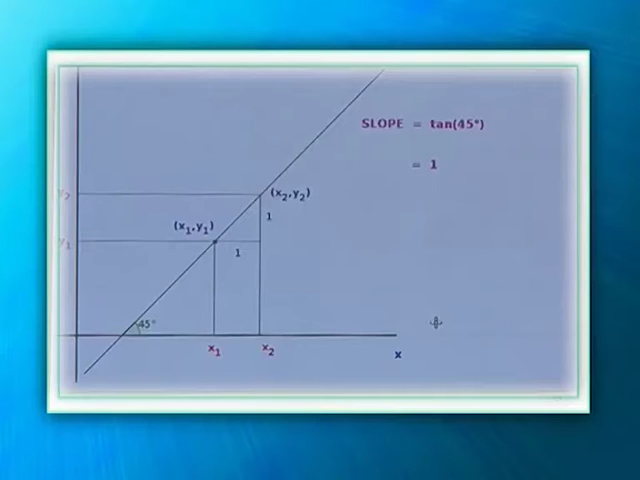 SLOPE = tan(45°)
= 1
y₂
(x₂,y₂)
1
(x₁,y₁)
y₁
1
45°
x₁
x₂
x